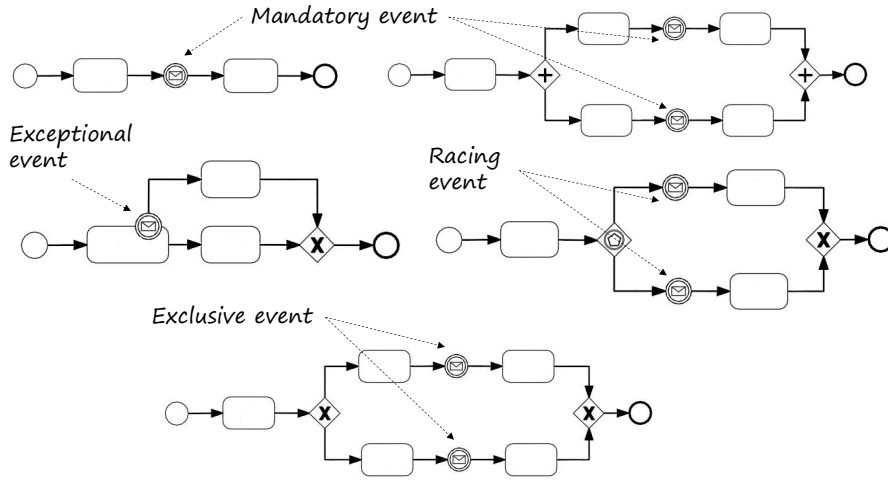 Mandatory event
Exceptional
event
Racing
event
Exclusive event